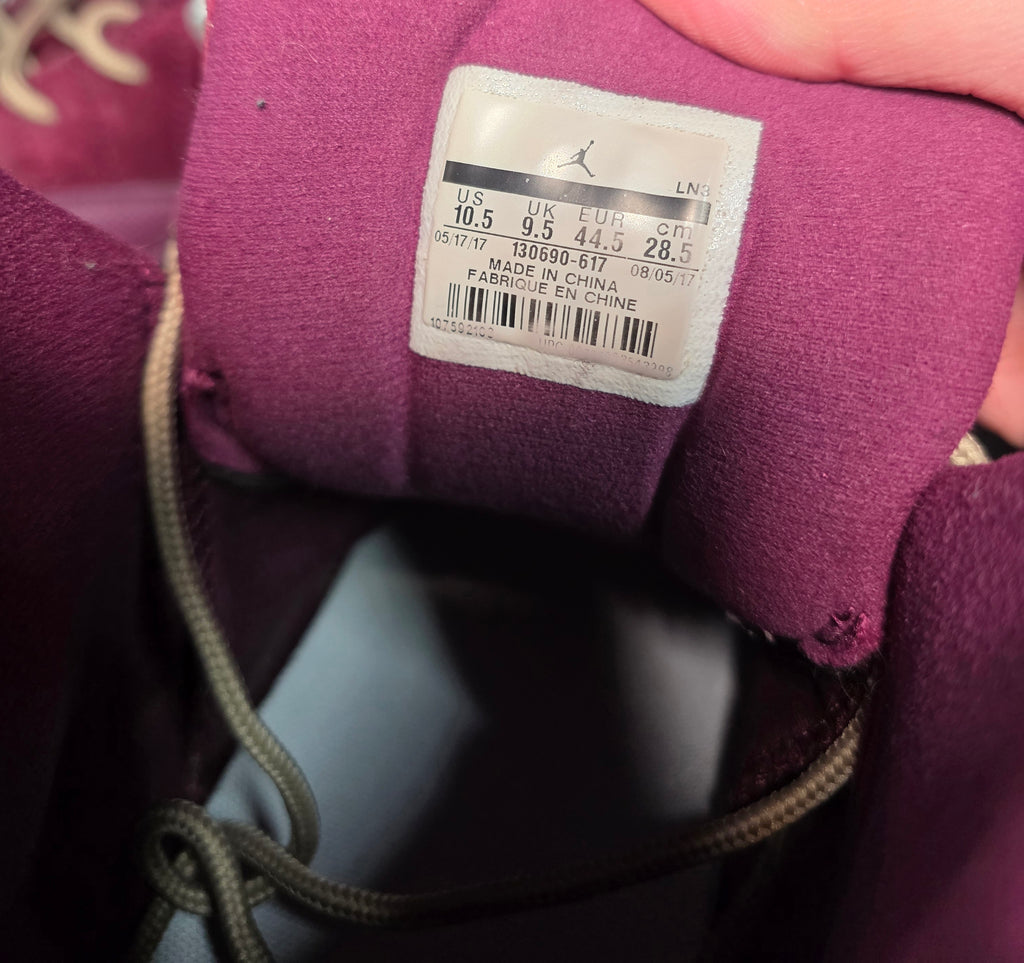 LN3
US UK EUR cm
10.5 9.5 44.5 28.5
05/17/17 130690-617 08/05/17
MADE IN CHINA
FABRIQUE EN CHINE